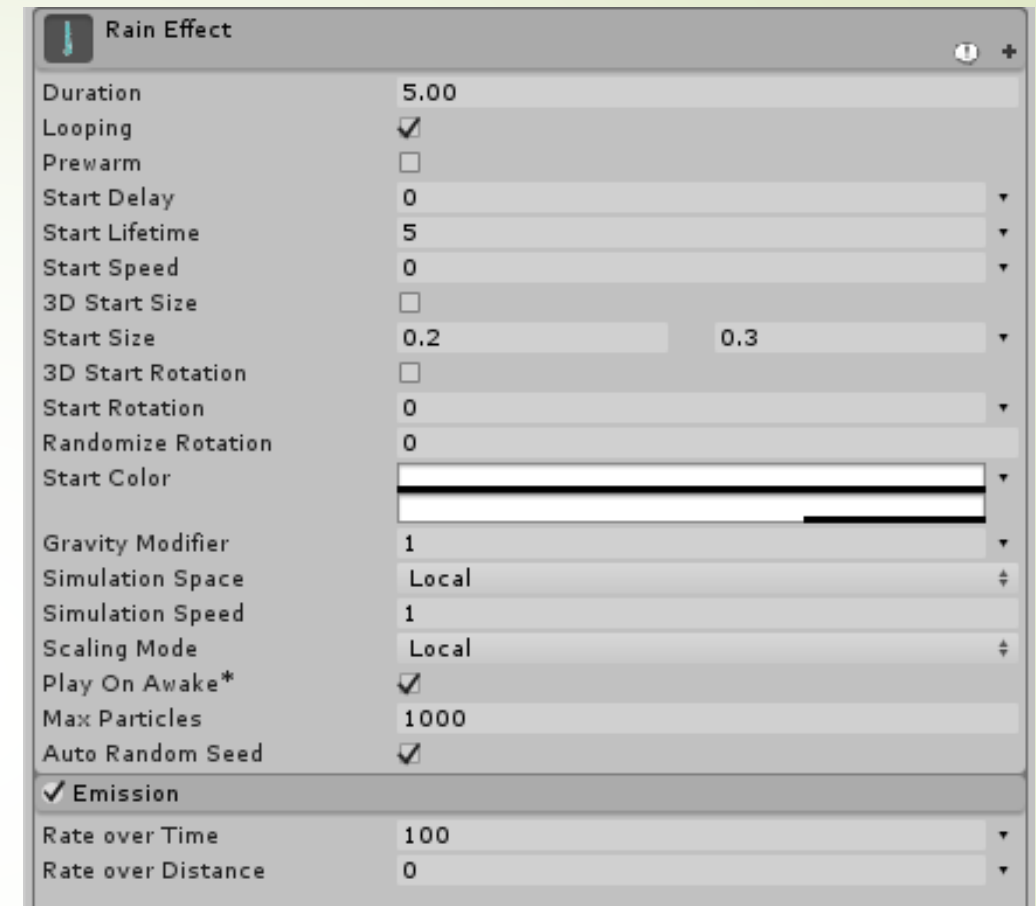 Rain Effect
Duration 5.00
Looping
Prewarm
Start Delay 0
Start Lifetime 5
Start Speed 0
3D Start Size
Start Size 0.2 0.3
3D Start Rotation
Start Rotation 0
Randomize Rotation 0
Start Color
Gravity Modifier 1
Simulation Space Local
Simulation Speed 1
Scaling Mode Local
Play On Awake*
Max Particles 1000
Auto Random Seed
Emission
Rate over Time 100
Rate over Distance 0